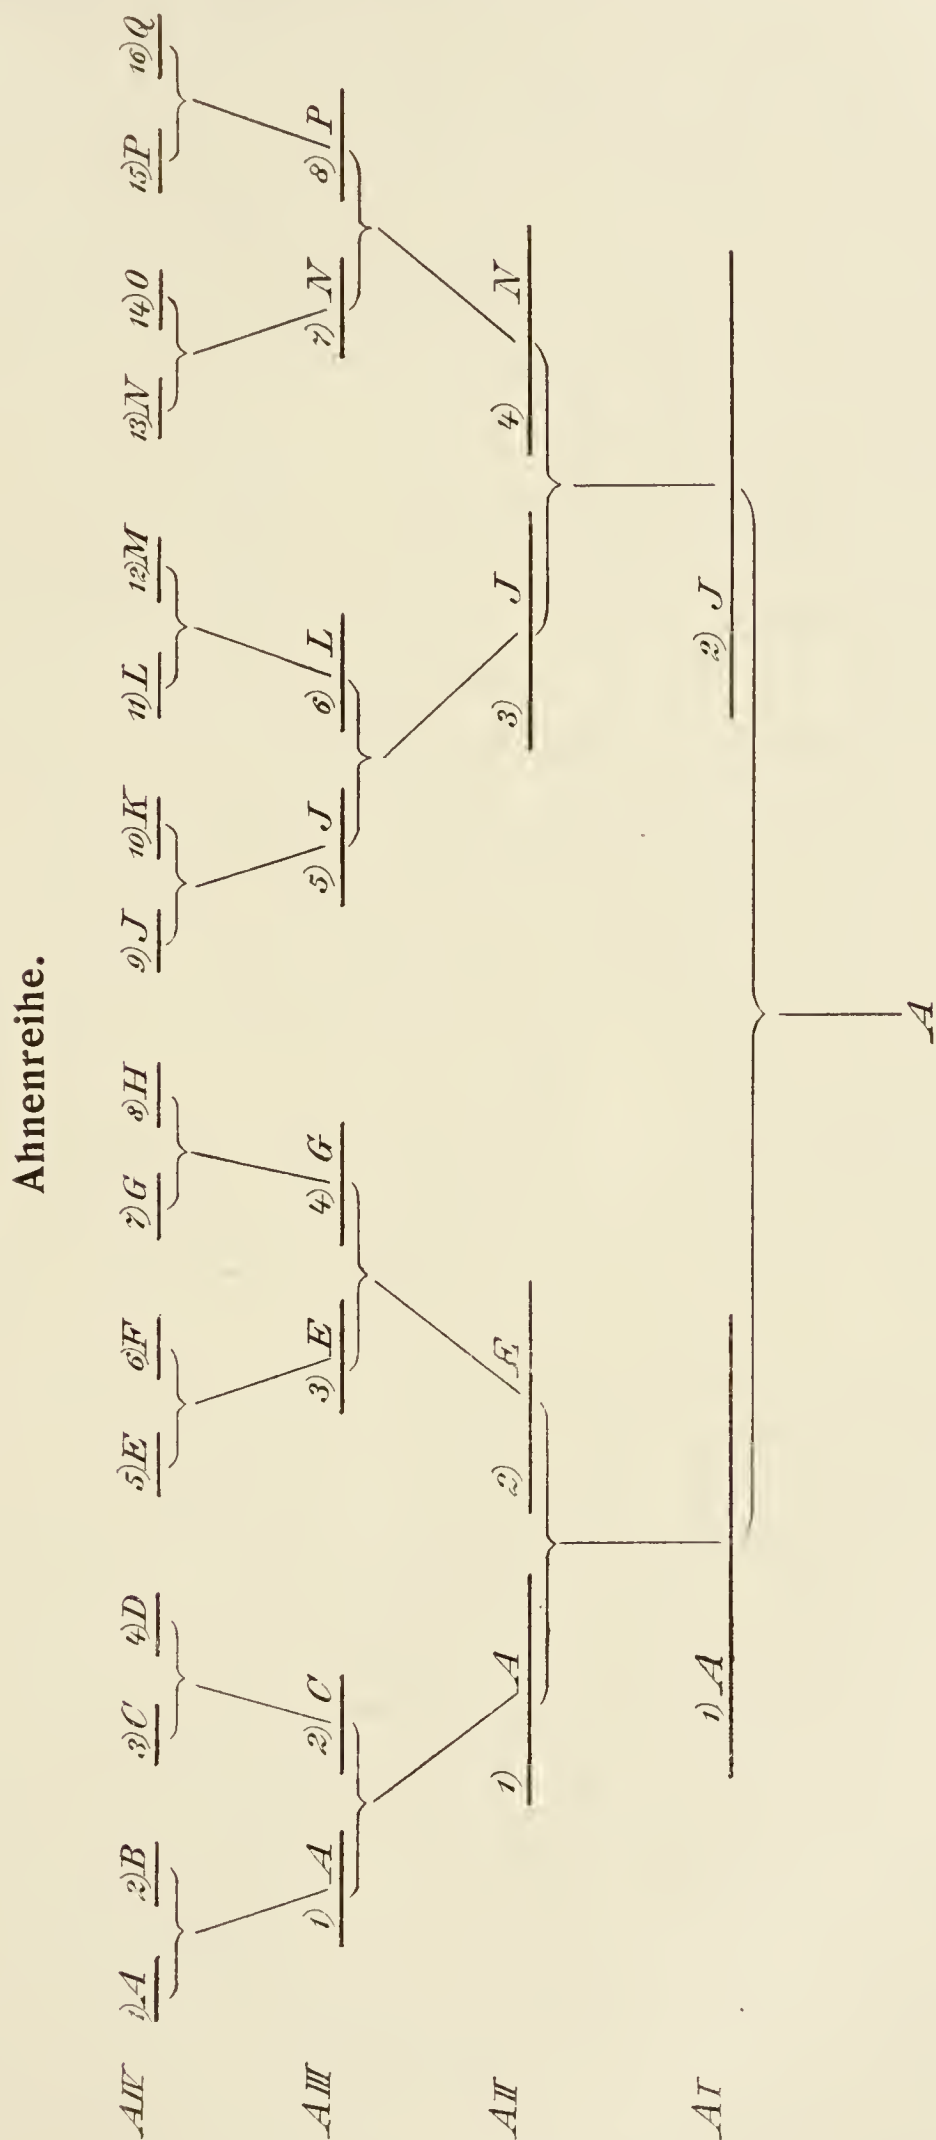 Ahnenreihe.
AIV 1) A 2) B 3) C 4) D 5) E 6) F 7) G 8) H 9) J 10) K 11) L 12) M 13) N 14) O 15) P 16) Q
AIII 1) A 2) C 3) E 4) G 5) J 6) L 7) N 8) P
AII 1) A 2) E 3) J 4) N
AI 1) A 2) J
A